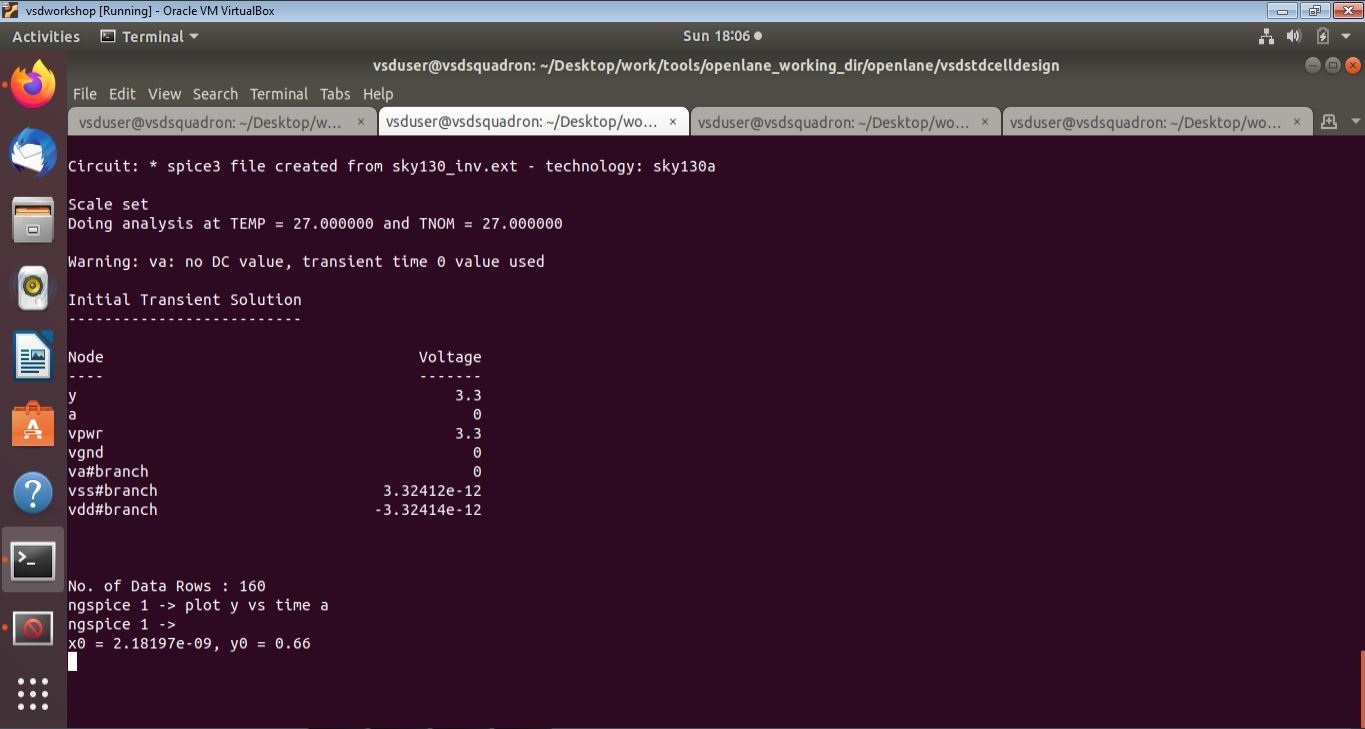 vsdworkshop [Running] - Oracle VM VirtualBox
Activities Terminal Sun 18:06
vsduser@vsdsquadron: ~/Desktop/work/tools/openlane_working_dir/openlane/vsdstdcelldesign
File Edit View Search Terminal Tabs Help
vsduser@vsdsquadron: ~/Desktop/w... × vsduser@vsdsquadron: ~/Desktop/wo... × vsduser@vsdsquadron: ~/Desktop/wo... × vsduser@vsdsquadron: ~/Desktop/wo... ×
Circuit: * spice3 file created from sky130_inv.ext - technology: sky130a
Scale set
Doing analysis at TEMP = 27.000000 and TNOM = 27.000000
Warning: va: no DC value, transient time 0 value used
Initial Transient Solution
--------------------------
Node Voltage
---- -------
y 3.3
a 0
vpwr 3.3
vgnd 0
va#branch 0
vss#branch 3.32412e-12
vdd#branch -3.32414e-12
No. of Data Rows : 160
ngspice 1 -> plot y vs time a
ngspice 1 ->
x0 = 2.18197e-09, y0 = 0.66